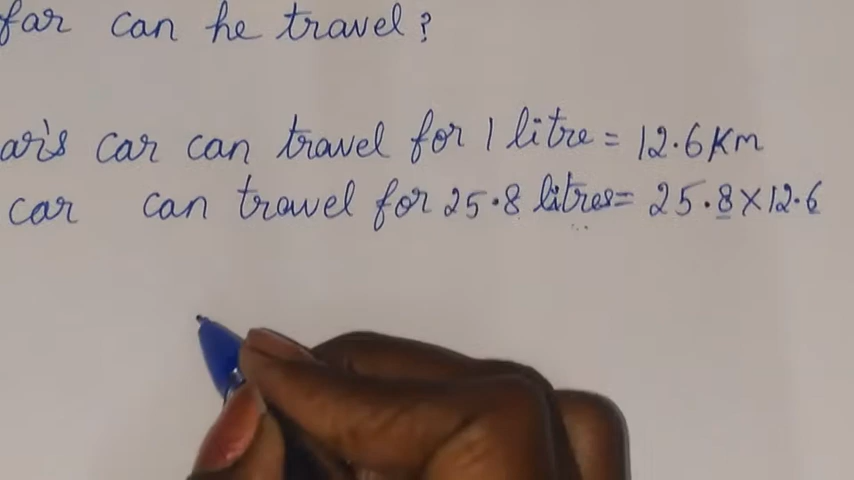 far can he travel?
ar's car can travel for 1 litre = 12.6 Km
car can travel for 25.8 litres= 25.8×12.6